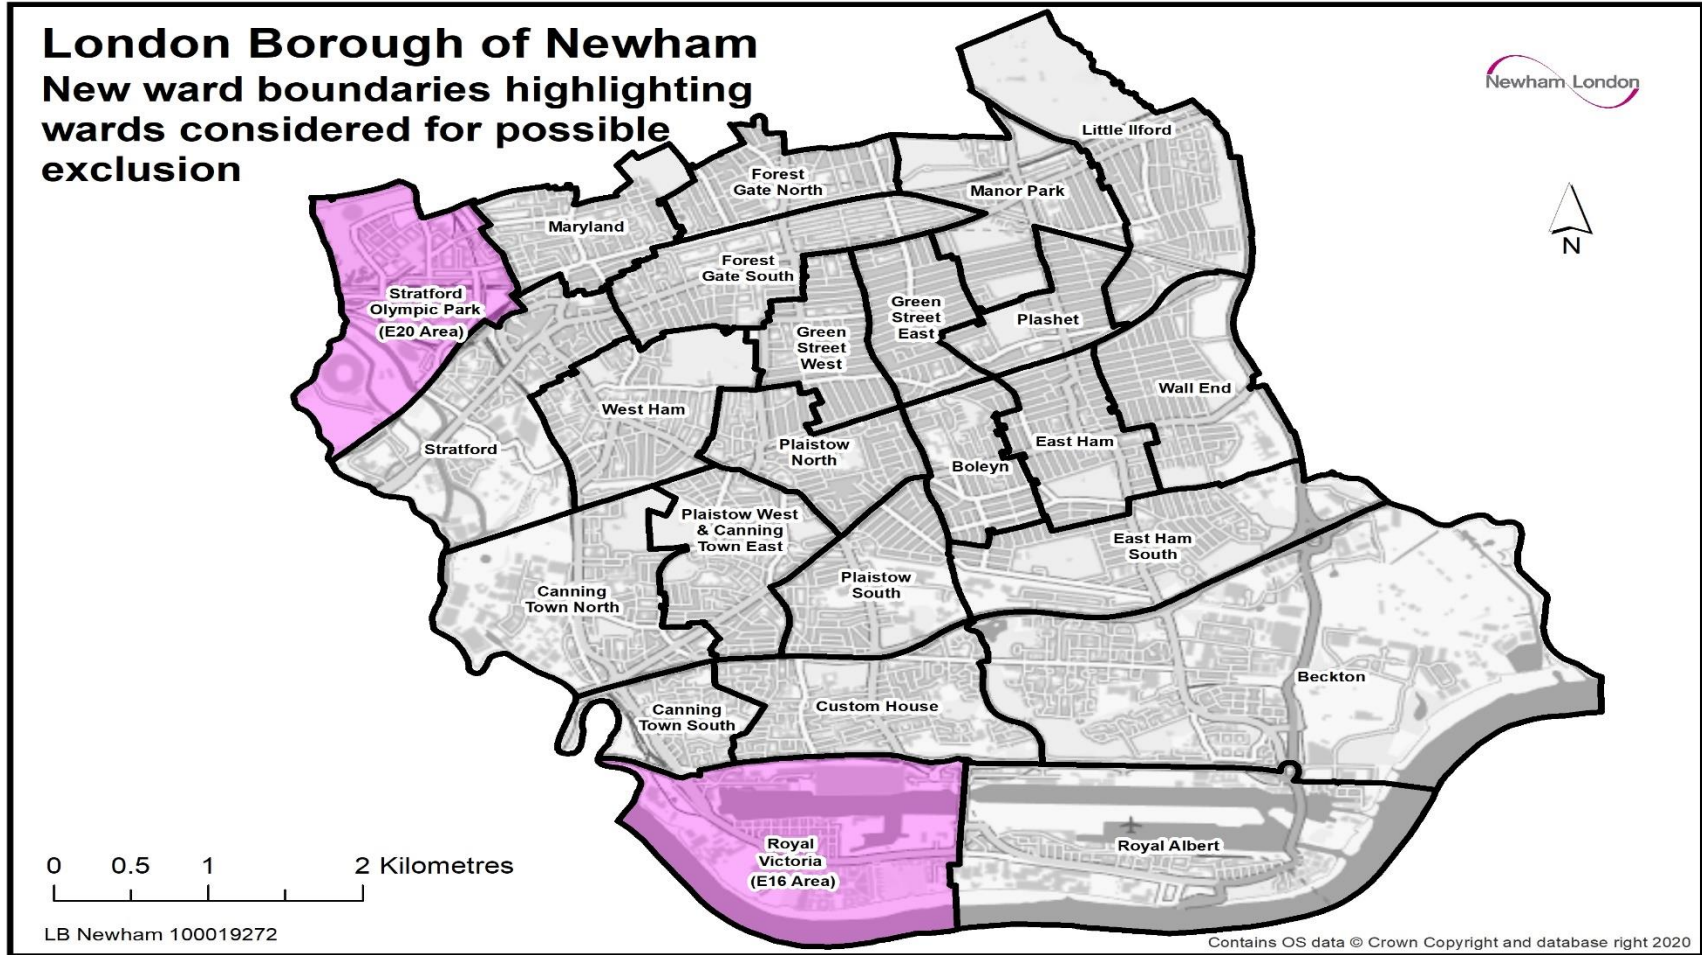 London Borough of Newham
New ward boundaries highlighting
wards considered for possible
exclusion
Newham London
N
Little Ilford
Forest
Gate North
Manor Park
Maryland
Forest
Gate South
Stratford
Olympic Park
(E20 Area)
Green
Street
East
Plashet
Green
Street
West
Wall End
West Ham
Stratford
Plaistow
North
East Ham
Boleyn
Plaistow West
& Canning
Town East
East Ham
South
Plaistow
South
Canning
Town North
Beckton
Canning
Town South
Custom House
Royal
Victoria
(E16 Area)
Royal Albert
0 0.5 1 2 Kilometres
LB Newham 100019272
Contains OS data © Crown Copyright and database right 2020